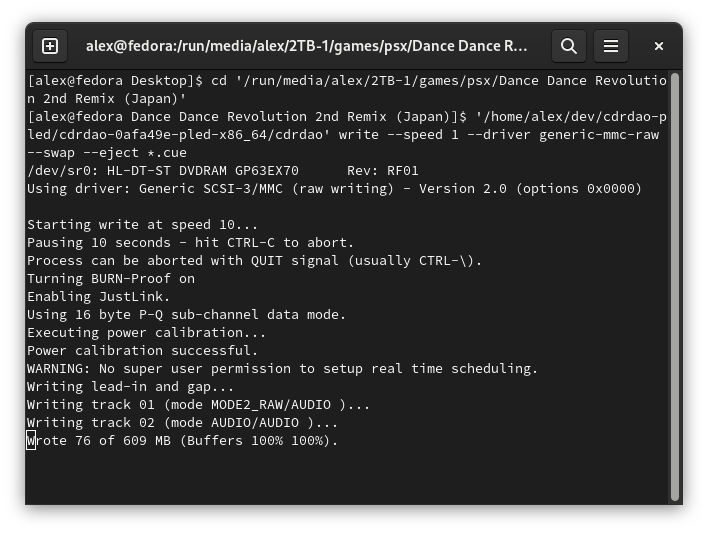 alex@fedora:/run/media/alex/2TB-1/games/psx/Dance Dance R...
[alex@fedora Desktop]$ cd '/run/media/alex/2TB-1/games/psx/Dance Dance Revolutio
n 2nd Remix (Japan)'
[alex@fedora Dance Dance Revolution 2nd Remix (Japan)]$ '/home/alex/dev/cdrdao-p
led/cdrdao-0afa49e-pled-x86_64/cdrdao' write --speed 1 --driver generic-mmc-raw
--swap --eject *.cue
/dev/sr0: HL-DT-ST DVDRAM GP63EX70      Rev: RF01
Using driver: Generic SCSI-3/MMC (raw writing) - Version 2.0 (options 0x0000)
Starting write at speed 10...
Pausing 10 seconds - hit CTRL-C to abort.
Process can be aborted with QUIT signal (usually CTRL-\).
Turning BURN-Proof on
Enabling JustLink.
Using 16 byte P-Q sub-channel data mode.
Executing power calibration...
Power calibration successful.
WARNING: No super user permission to setup real time scheduling.
Writing lead-in and gap...
Writing track 01 (mode MODE2_RAW/AUDIO )...
Writing track 02 (mode AUDIO/AUDIO )...
Wrote 76 of 609 MB (Buffers 100% 100%).